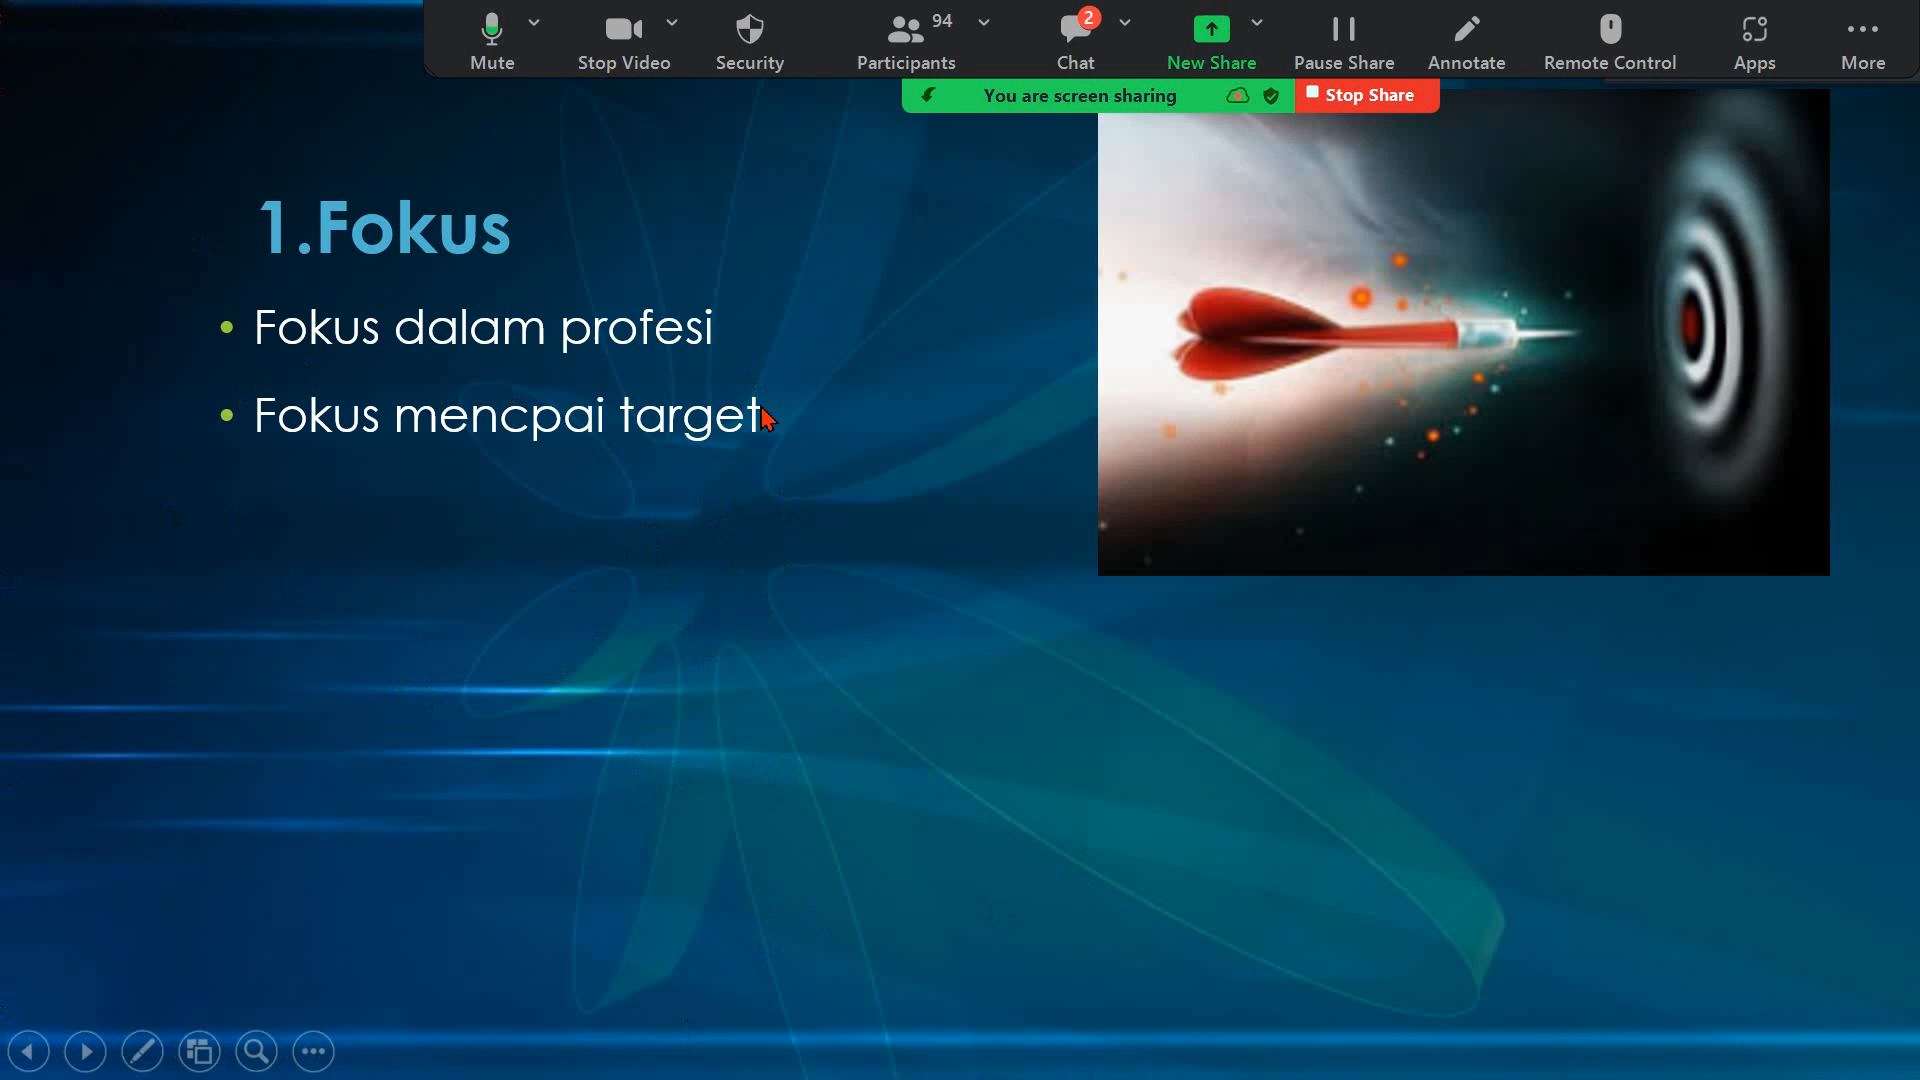 Mute
Stop Video
Security
Participants
94
Chat
2
New Share
Pause Share
Annotate
Remote Control
Apps
More
You are screen sharing
Stop Share
1.Fokus
• Fokus dalam profesi
• Fokus mencpai target